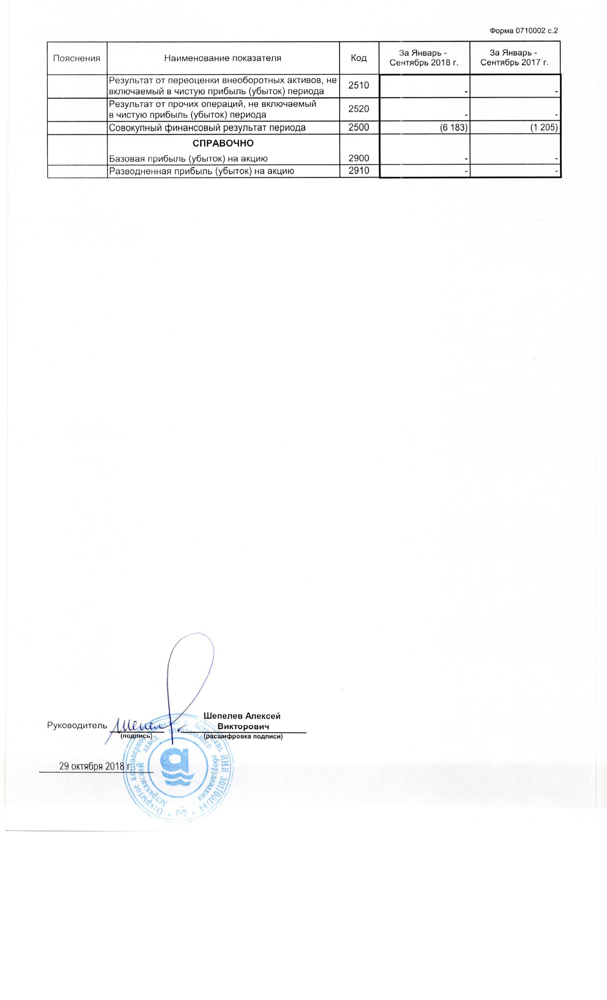 Форма 0710002 с.2
Пояснения
Наименование показателя
Код
За Январь -
Сентябрь 2018 г.
За Январь -
Сентябрь 2017 г.
Результат от переоценки внеоборотных активов, не
включаемый в чистую прибыль (убыток) периода
2510
-
-
Результат от прочих операций, не включаемый
в чистую прибыль (убыток) периода
2520
-
-
Совокупный финансовый результат периода
2500
(6 183)
(1 205)
СПРАВОЧНО
Базовая прибыль (убыток) на акцию
2900
-
-
Разводненная прибыль (убыток) на акцию
2910
-
-
Руководитель
(подпись)
Шепелев Алексей
Викторович
(расшифровка подписи)
29 октября 2018 г.
Открытое акционерное общество г. Астрахань ИНН 3017061784
Астраханский завод холодильного оборудования
рф